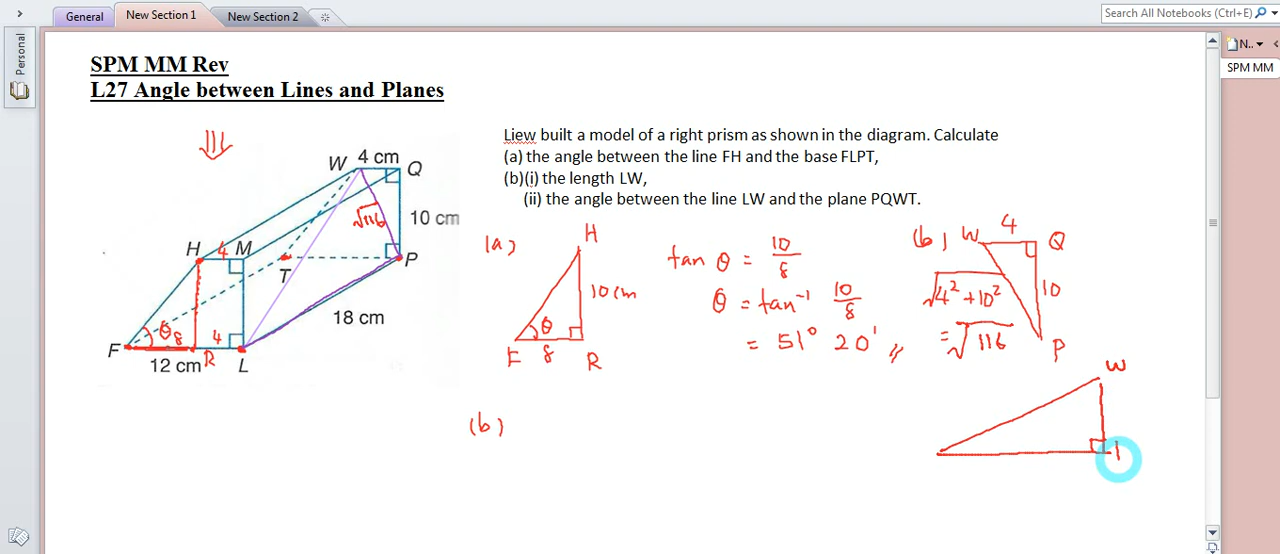 General
New Section 1
New Section 2
Search All Notebooks (Ctrl+E)
Personal
N..
SPM MM
SPM MM Rev
L27 Angle between Lines and Planes
Liew built a model of a right prism as shown in the diagram. Calculate
(a) the angle between the line FH and the base FLPT,
(b)(i) the length LW,
(ii) the angle between the line LW and the plane PQWT.
W 4 cm Q
√116 10 cm
H 4 M
T P
18 cm
F θ 8 4
12 cm R L
(a) H
10 cm
θ
F 8 R
tan θ = 10/8
θ = tan⁻¹ 10/8
= 51° 20' //
(b) W 4 Q
√4²+10² 10
= √116 P
(b)
W